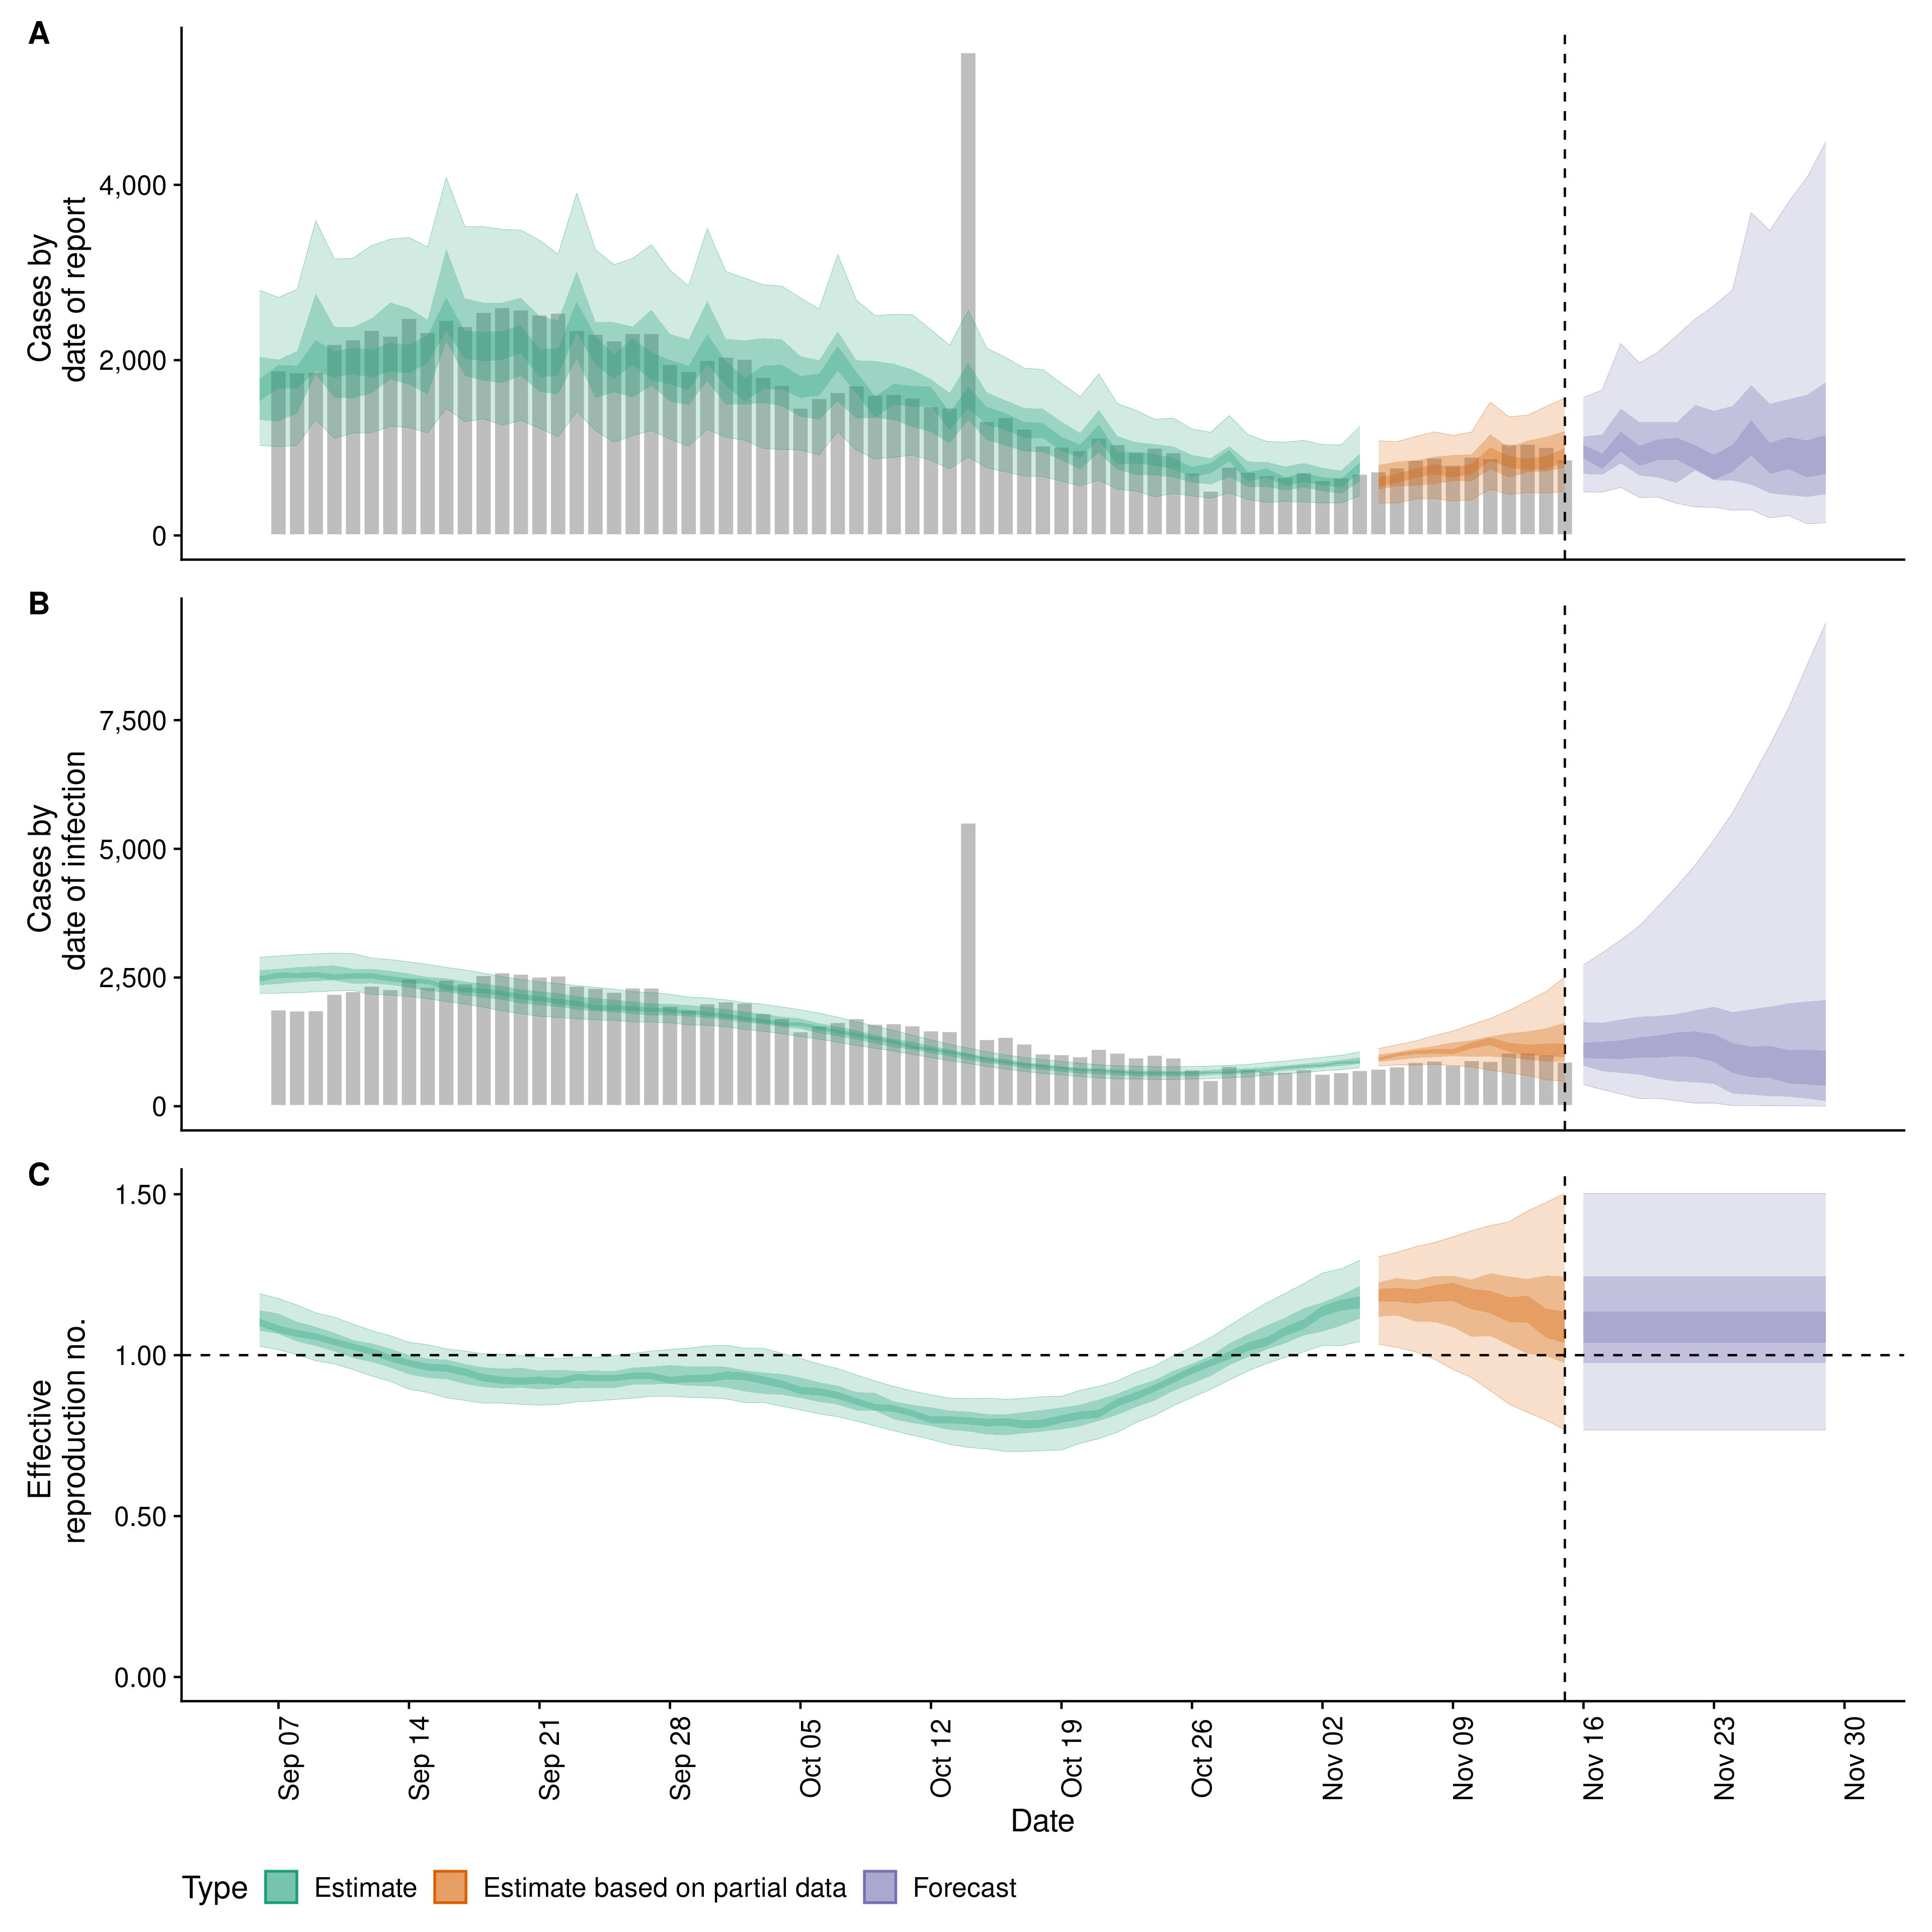 A
Cases by
date of report
4,000
2,000
0
B
Cases by
date of infection
7,500
5,000
2,500
0
C
Effective
reproduction no.
1.50
1.00
0.50
0.00
Sep 07
Sep 14
Sep 21
Sep 28
Oct 05
Oct 12
Oct 19
Oct 26
Nov 02
Nov 09
Nov 16
Nov 23
Nov 30
Date
Type Estimate Estimate based on partial data Forecast